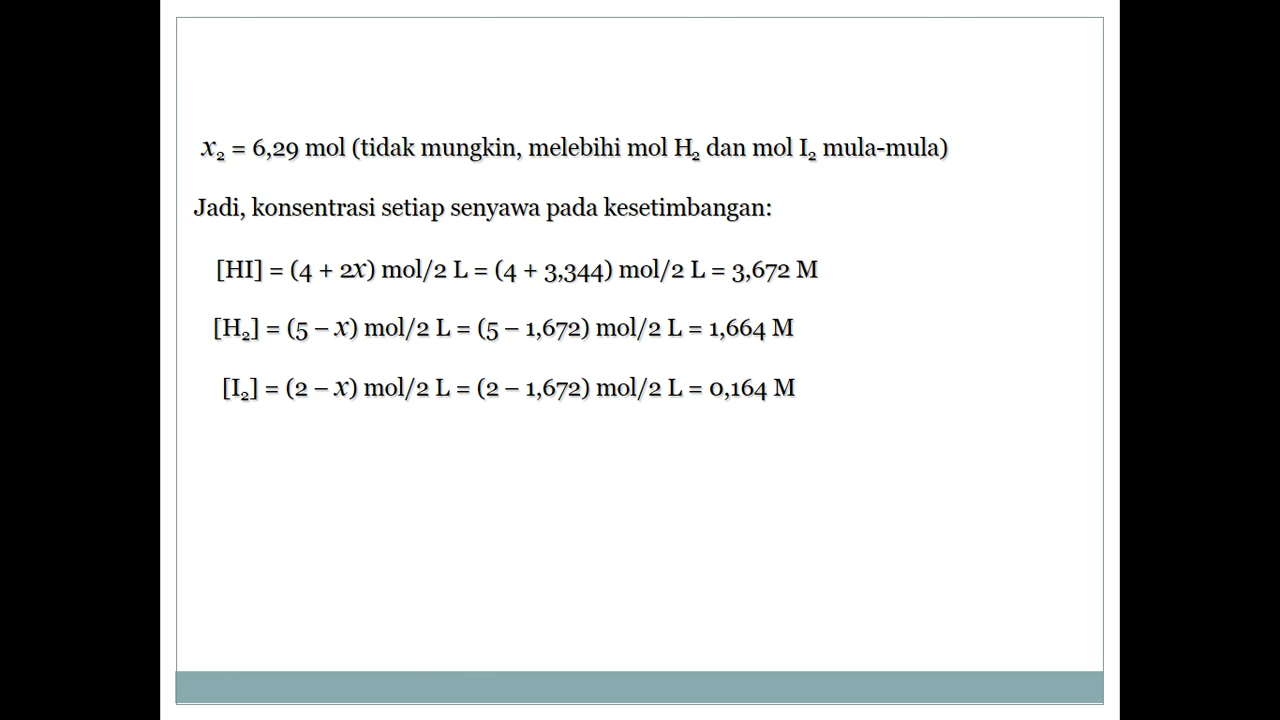 x₂ = 6,29 mol (tidak mungkin, melebihi mol H₂ dan mol I₂ mula-mula)
Jadi, konsentrasi setiap senyawa pada kesetimbangan:
[HI] = (4 + 2x) mol/2 L = (4 + 3,344) mol/2 L = 3,672 M
[H₂] = (5 – x) mol/2 L = (5 – 1,672) mol/2 L = 1,664 M
[I₂] = (2 – x) mol/2 L = (2 – 1,672) mol/2 L = 0,164 M